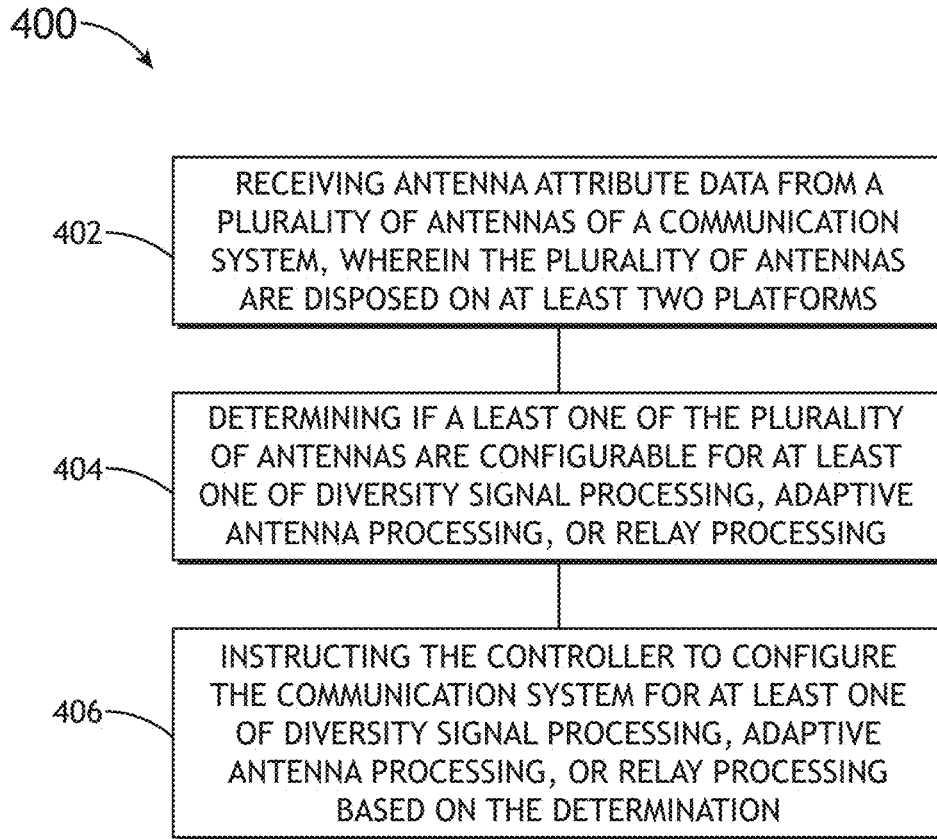 400
RECEIVING ANTENNA ATTRIBUTE DATA FROM A
PLURALITY OF ANTENNAS OF A COMMUNICATION
402
SYSTEM, WHEREIN THE PLURALITY OF ANTENNAS
ARE DISPOSED ON AT LEAST TWO PLATFORMS
DETERMINING IF A LEAST ONE OF THE PLURALITY
OF ANTENNAS ARE CONFIGURABLE FOR AT LEAST
404
ONE OF DIVERSITY SIGNAL PROCESSING, ADAPTIVE
ANTENNA PROCESSING, OR RELAY PROCESSING
INSTRUCTING THE CONTROLLER TO CONFIGURE
THE COMMUNICATION SYSTEM FOR AT LEAST ONE
406
OF DIVERSITY SIGNAL PROCESSING, ADAPTIVE
ANTENNA PROCESSING, OR RELAY PROCESSING
BASED ON THE DETERMINATION